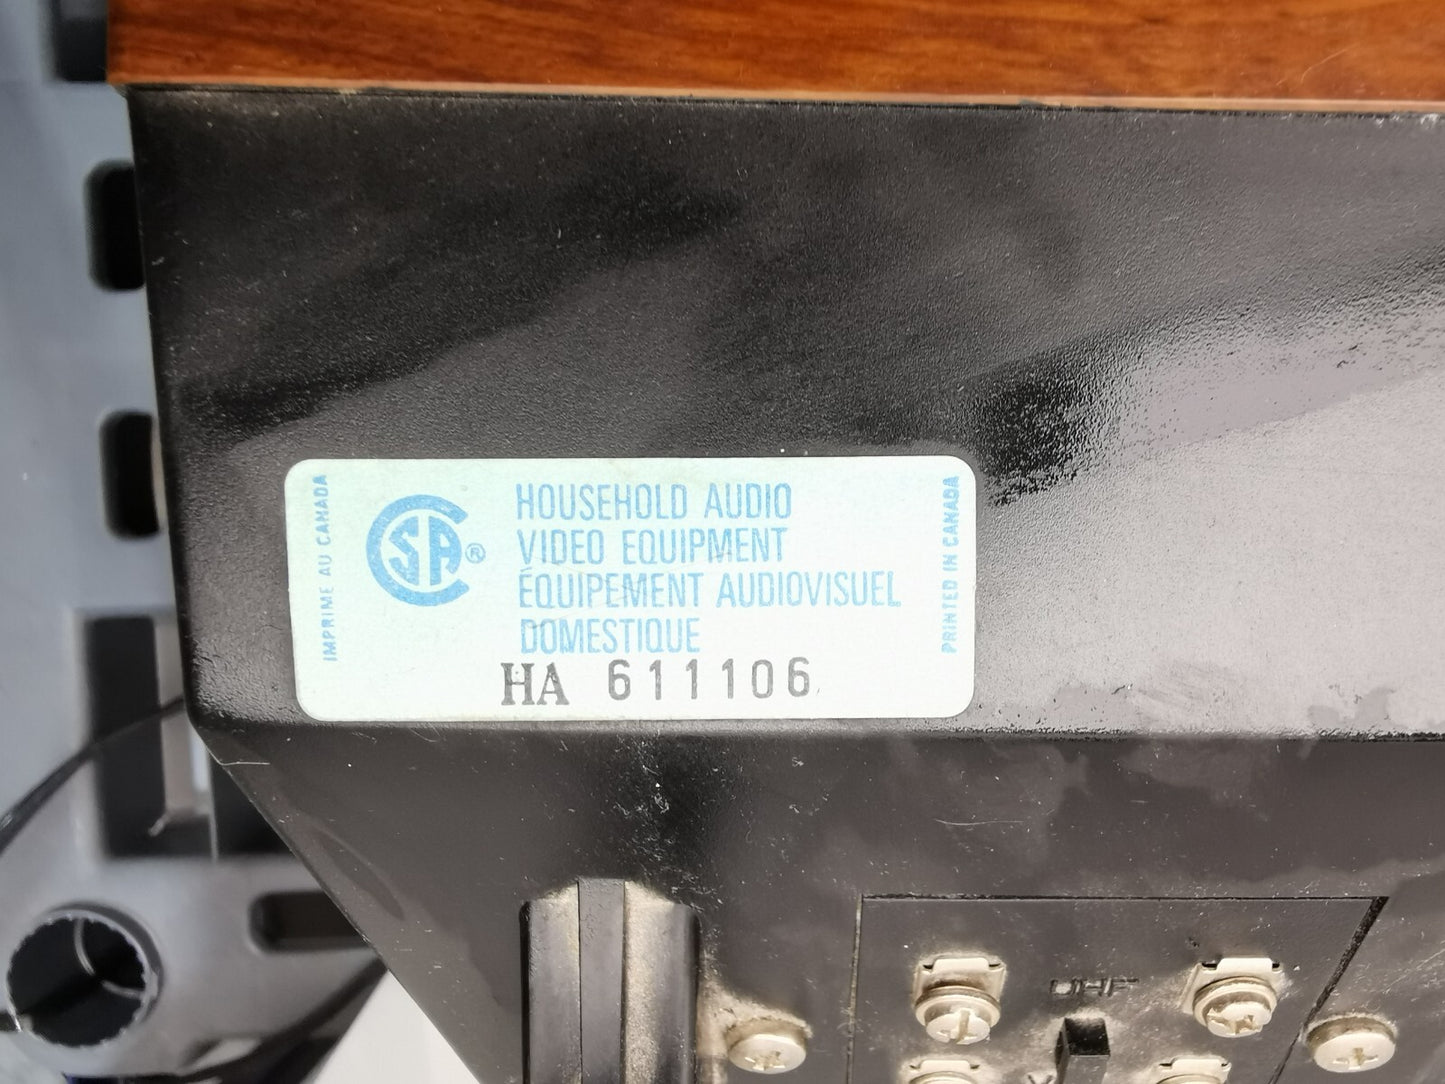 IMPRIME AU CANADA
CSA®
HOUSEHOLD AUDIO
VIDEO EQUIPMENT
ÉQUIPEMENT AUDIOVISUEL
DOMESTIQUE
HA 611106
PRINTED IN CANADA
UHF